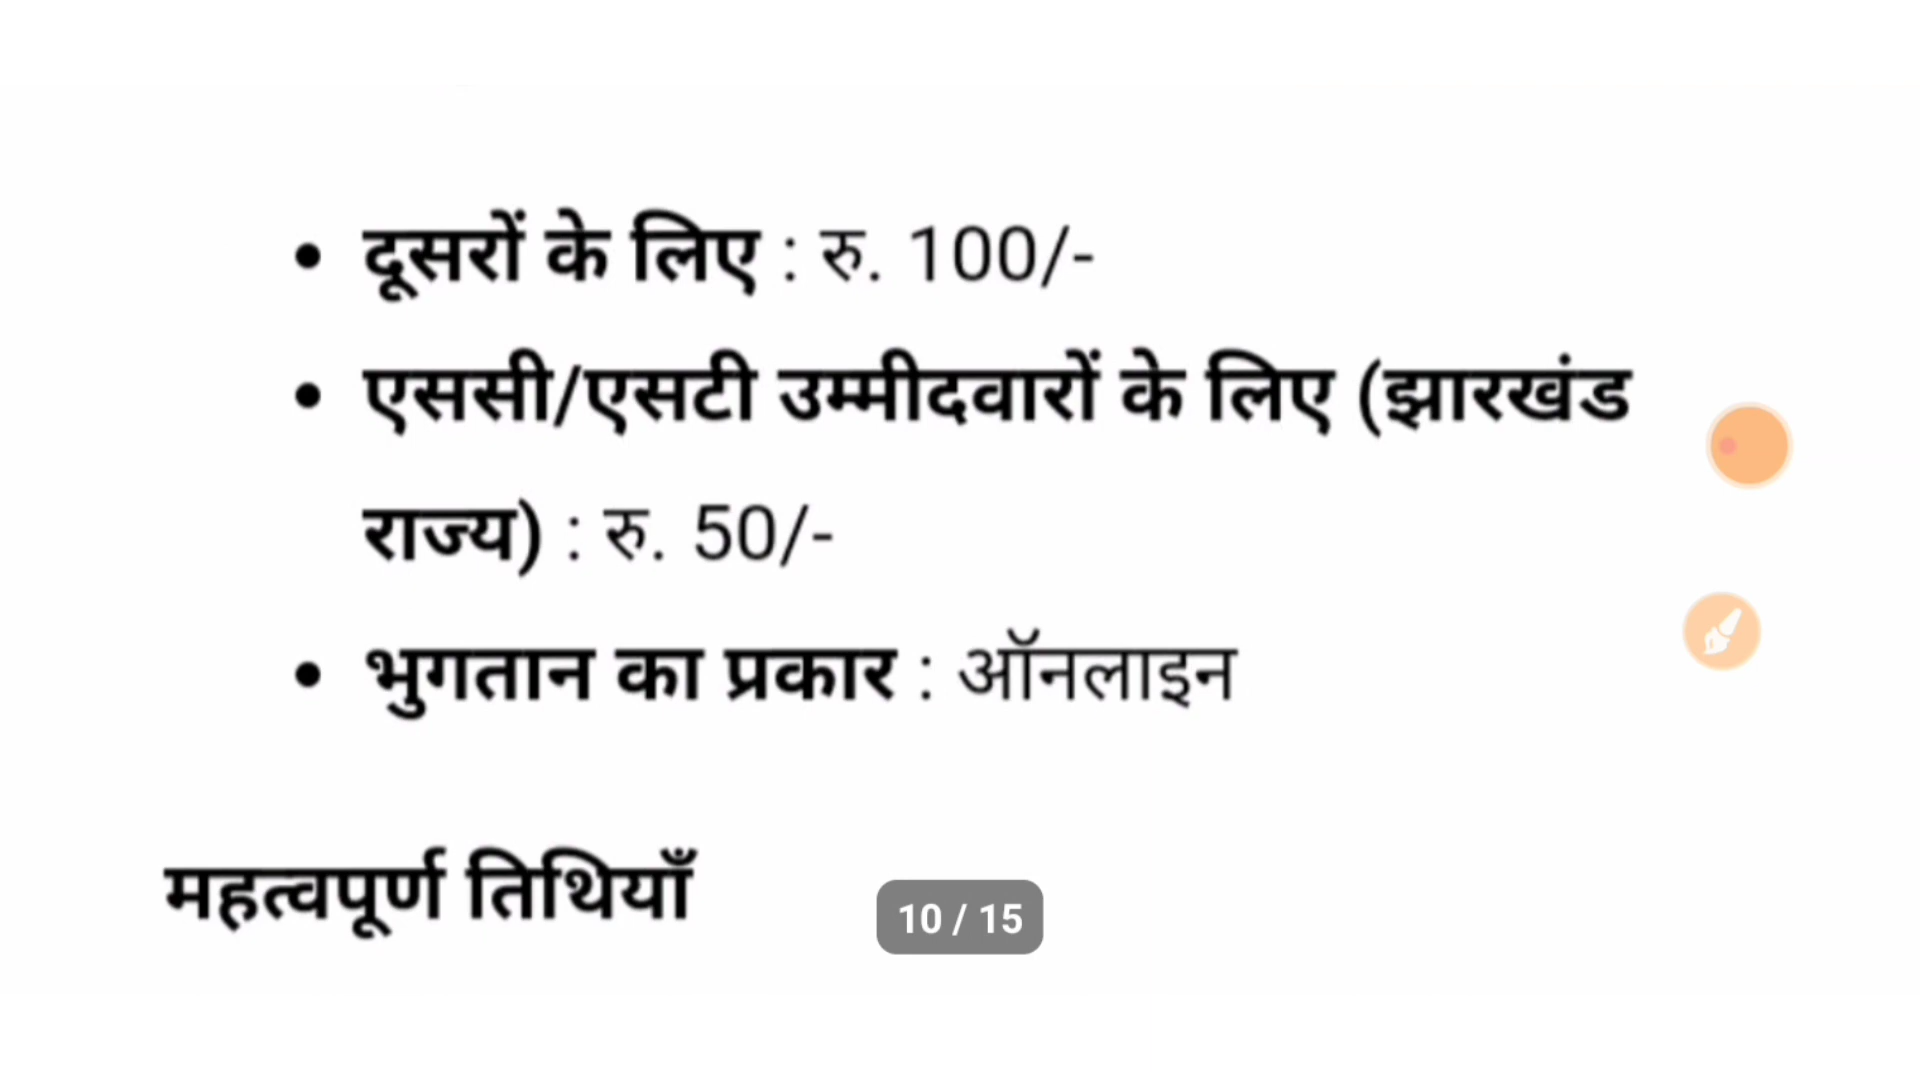 • दूसरों के लिए : रु. 100/-
• एससी/एसटी उम्मीदवारों के लिए (झारखंड
राज्य) : रु. 50/-
• भुगतान का प्रकार : ऑनलाइन
महत्वपूर्ण तिथियाँ
10 / 15